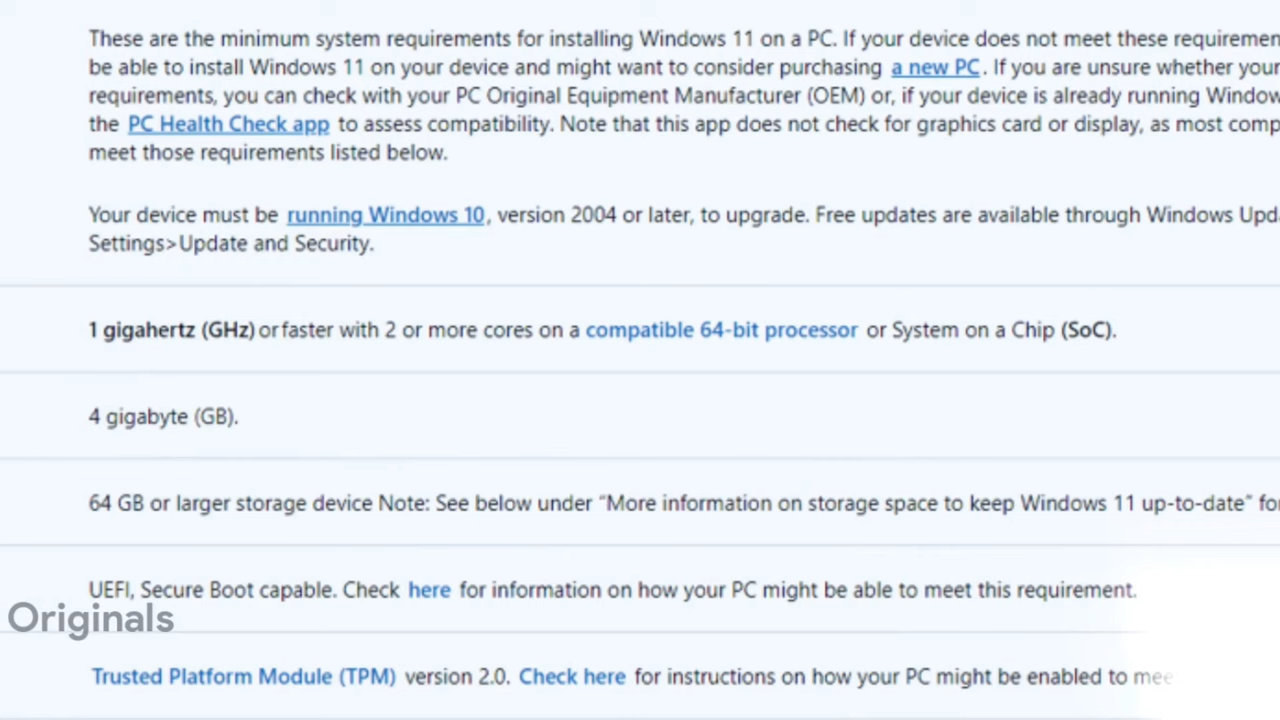 These are the minimum system requirements for installing Windows 11 on a PC. If your device does not meet these
be able to install Windows 11 on your device and might want to consider purchasing a new PC. If you are unsure whether your
requirements, you can check with your PC Original Equipment Manufacturer (OEM) or, if your device is already running
the PC Health Check app to assess compatibility. Note that this app does not check for graphics card or display, as most
meet those requirements listed below.
Your device must be running Windows 10, version 2004 or later, to upgrade. Free updates are available through Windows
Settings>Update and Security.
1 gigahertz (GHz) or faster with 2 or more cores on a compatible 64-bit processor or System on a Chip (SoC).
4 gigabyte (GB).
64 GB or larger storage device Note: See below under “More information on storage space to keep Windows 11 up-to-date”
UEFI, Secure Boot capable. Check here for information on how your PC might be able to meet this requirement.
Originals
Trusted Platform Module (TPM) version 2.0. Check here for instructions on how your PC might be enabled to